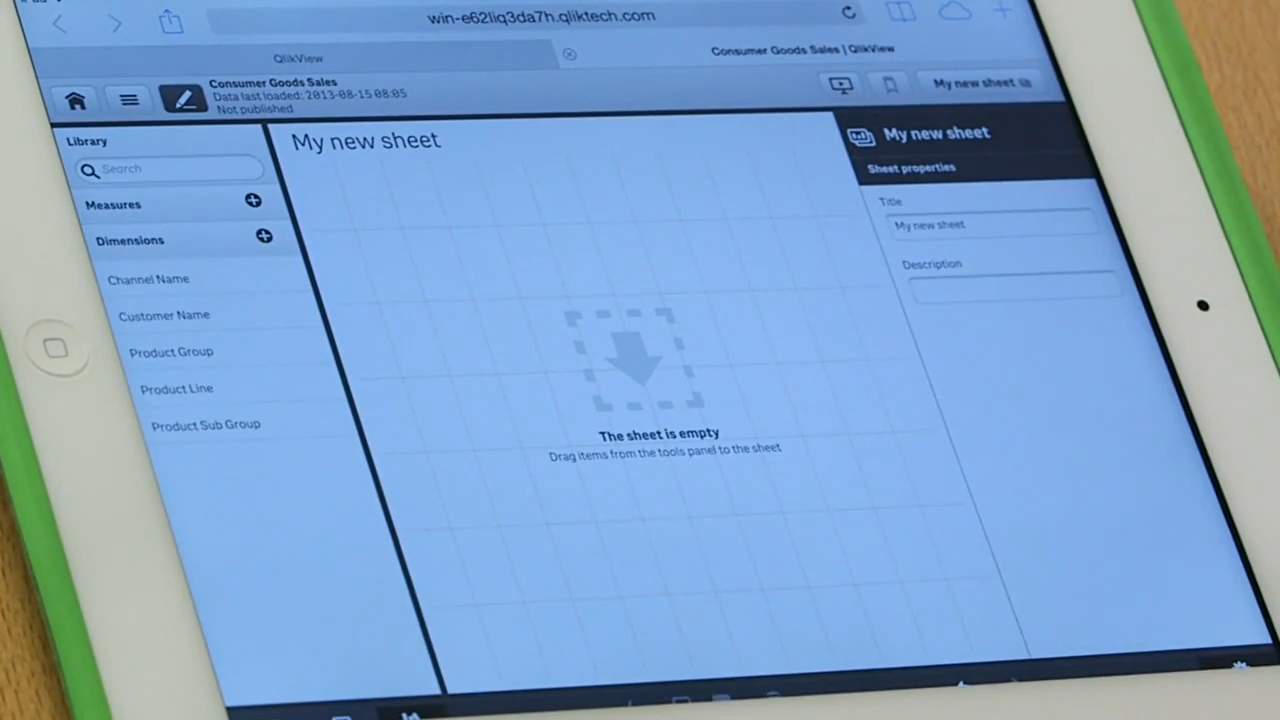 win-e62liq3da7h.qliktech.com
QlikView
Consumer Goods Sales | QlikView
Consumer Goods Sales
Data last loaded: 2013-08-15 08:05
Not published
My new sheet
Library
Search
Measures
Dimensions
Channel Name
Customer Name
Product Group
Product Line
Product Sub Group
My new sheet
The sheet is empty
Drag items from the tools panel to the sheet
My new sheet
Sheet properties
Title
My new sheet
Description